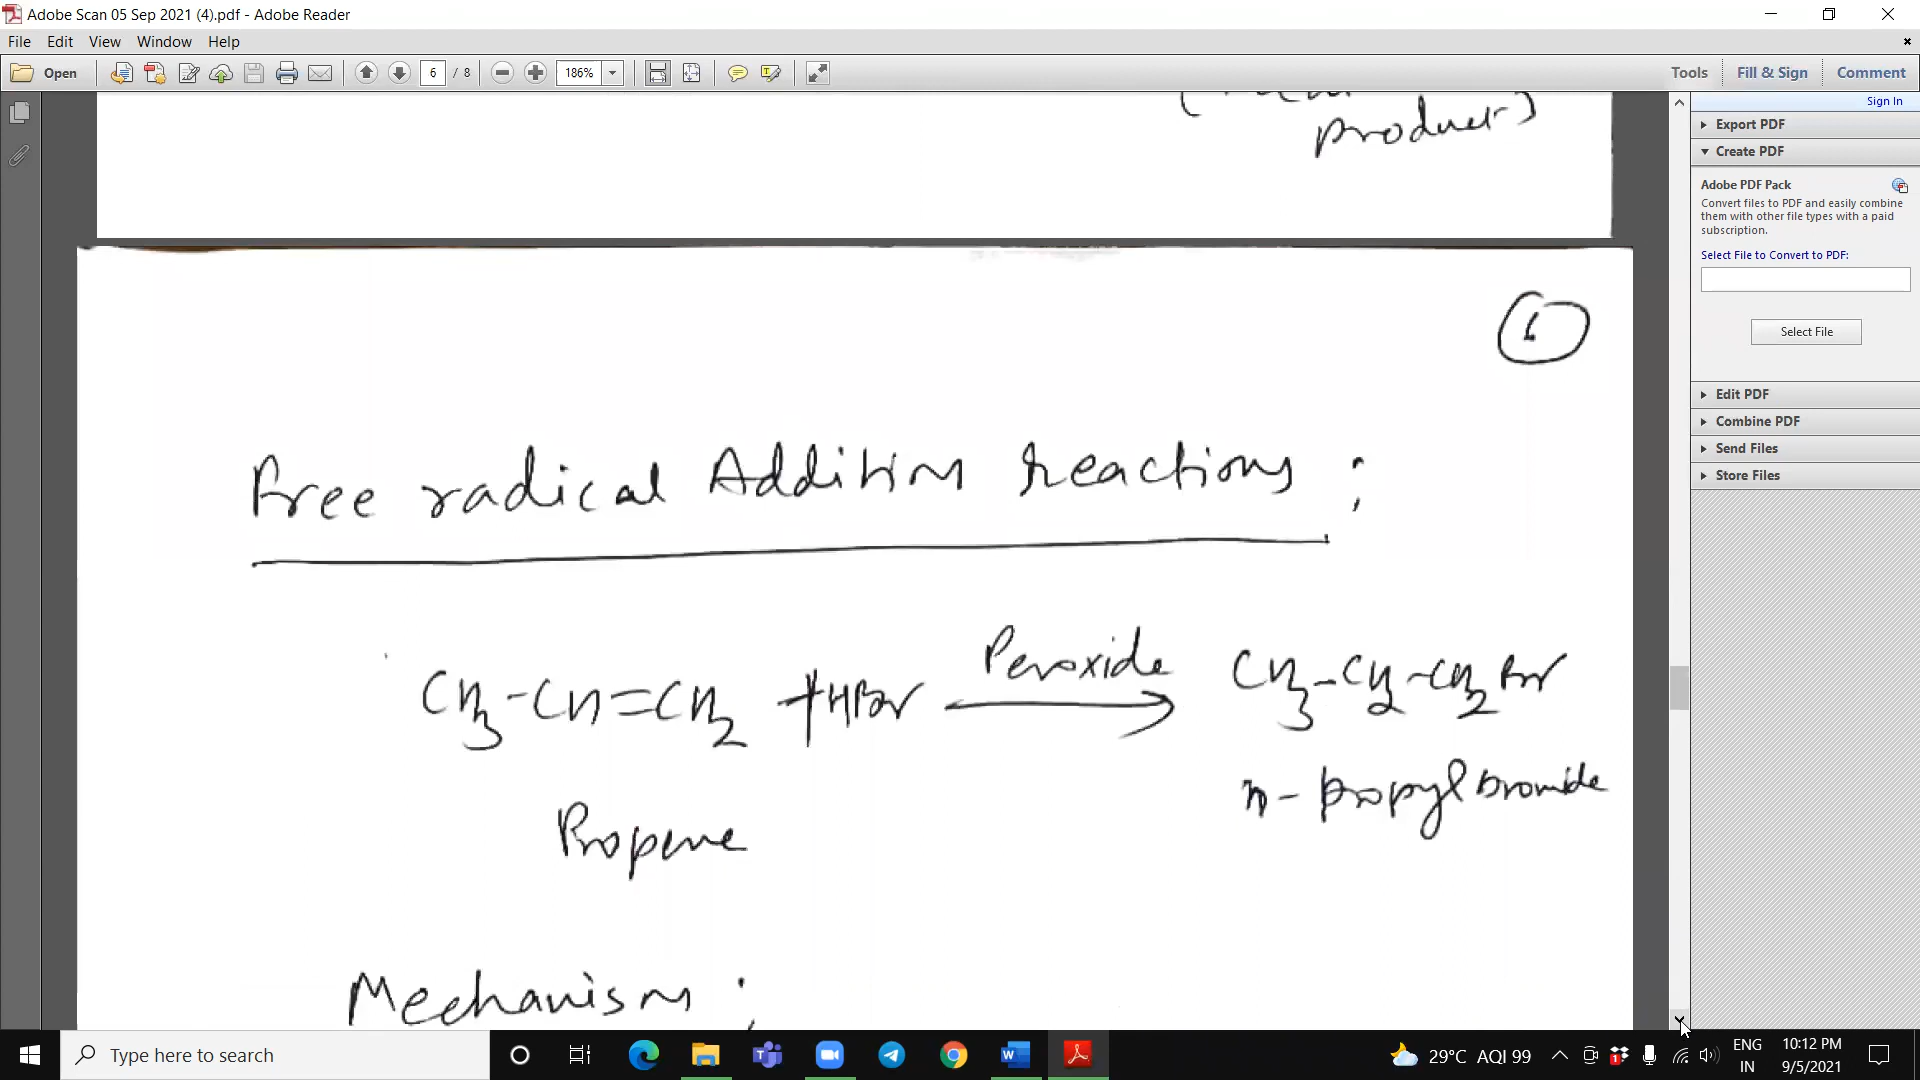 Adobe Scan 05 Sep 2021 (4).pdf - Adobe Reader
File Edit View Window Help
Open 6 / 8 186% Tools Fill & Sign Comment
Sign In
Export PDF
Create PDF
Adobe PDF Pack
Convert files to PDF and easily combine
them with other file types with a paid
subscription.
Select File to Convert to PDF:
Select File
Edit PDF
Combine PDF
Send Files
Store Files
product)
6
Free radical Addition reactions :
CH3-CH=CH2 + HBr Peroxide CH3-CH2-CH2Br
Propene n-propyl bromide
Mechanism :
Type here to search
29°C AQI 99 ENG IN 10:12 PM 9/5/2021